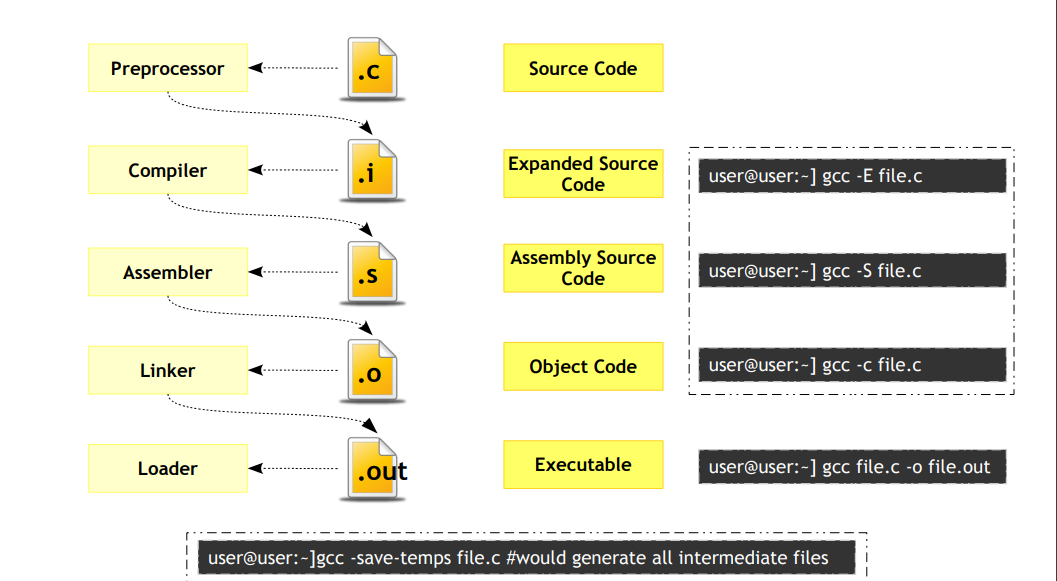 Preprocessor
.c
Source Code
Compiler
.i
Expanded Source
Code
user@user:~] gcc -E file.c
Assembler
.s
Assembly Source
Code
user@user:~] gcc -S file.c
Linker
.o
Object Code
user@user:~] gcc -c file.c
Loader
.out
Executable
user@user:~] gcc file.c -o file.out
user@user:~]gcc -save-temps file.c #would generate all intermediate files